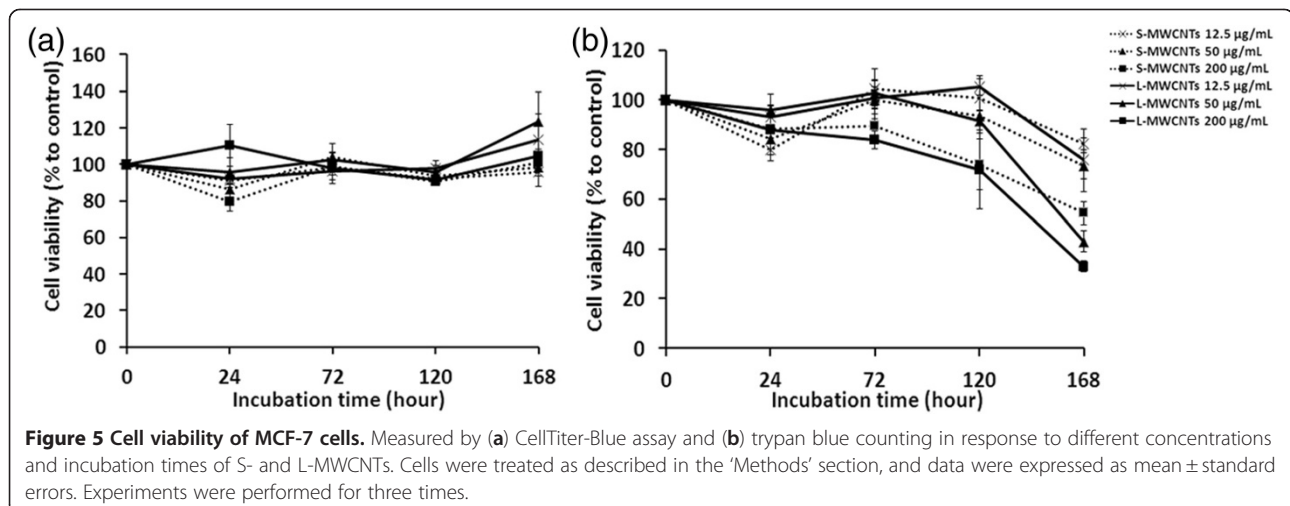 (a)
160
140
120
100
80
60
40
20
0
Cell viability (% to control)
0 24 72 120 168
Incubation time (hour)
(b)
120
100
80
60
40
20
0
Cell viability (% to control)
0 24 72 120 168
Incubation time (hour)
S-MWCNTs 12.5 µg/mL
S-MWCNTs 50 µg/mL
S-MWCNTs 200 µg/mL
L-MWCNTs 12.5 µg/mL
L-MWCNTs 50 µg/mL
L-MWCNTs 200 µg/mL
Figure 5 Cell viability of MCF-7 cells. Measured by (a) CellTiter-Blue assay and (b) trypan blue counting in response to different concentrations
and incubation times of S- and L-MWCNTs. Cells were treated as described in the ‘Methods’ section, and data were expressed as mean ± standard
errors. Experiments were performed for three times.